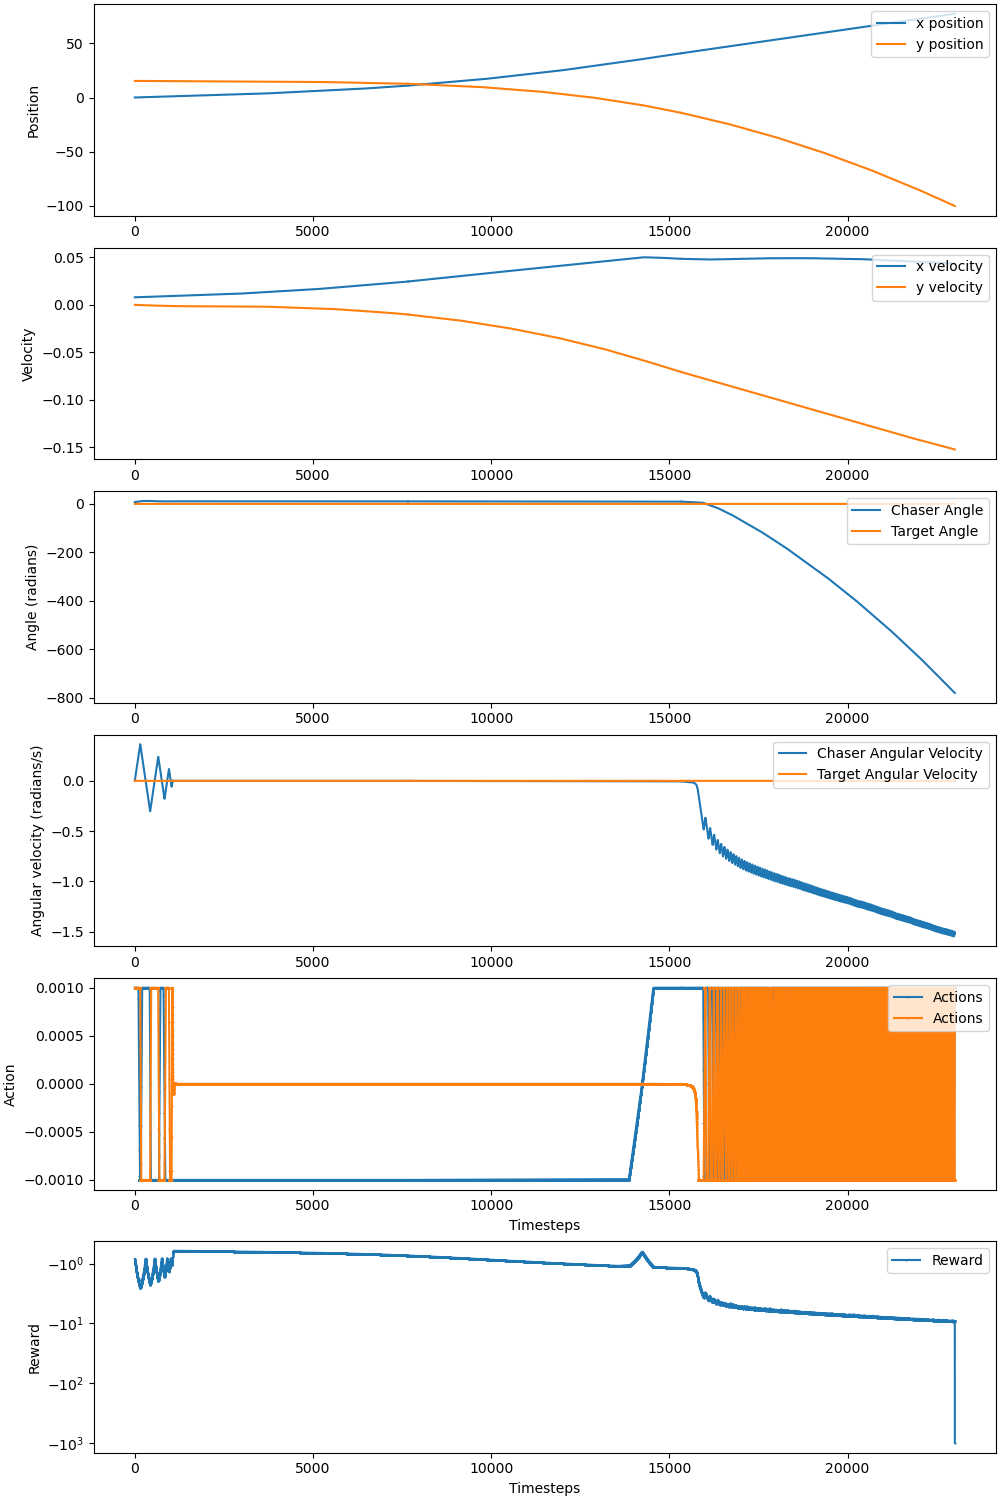 50
0
−50
−100
Position
x position
y position
0 5000 10000 15000 20000
0.05
0.00
−0.05
−0.10
−0.15
Velocity
x velocity
y velocity
0 5000 10000 15000 20000
0
−200
−400
−600
−800
Angle (radians)
Chaser Angle
Target Angle
0 5000 10000 15000 20000
0.0
−0.5
−1.0
−1.5
Angular velocity (radians/s)
Chaser Angular Velocity
Target Angular Velocity
0 5000 10000 15000 20000
0.0010
0.0005
0.0000
−0.0005
−0.0010
Action
Actions
Actions
0 5000 10000 15000 20000
Timesteps
−10⁰
−10¹
−10²
−10³
Reward
Reward
0 5000 10000 15000 20000
Timesteps